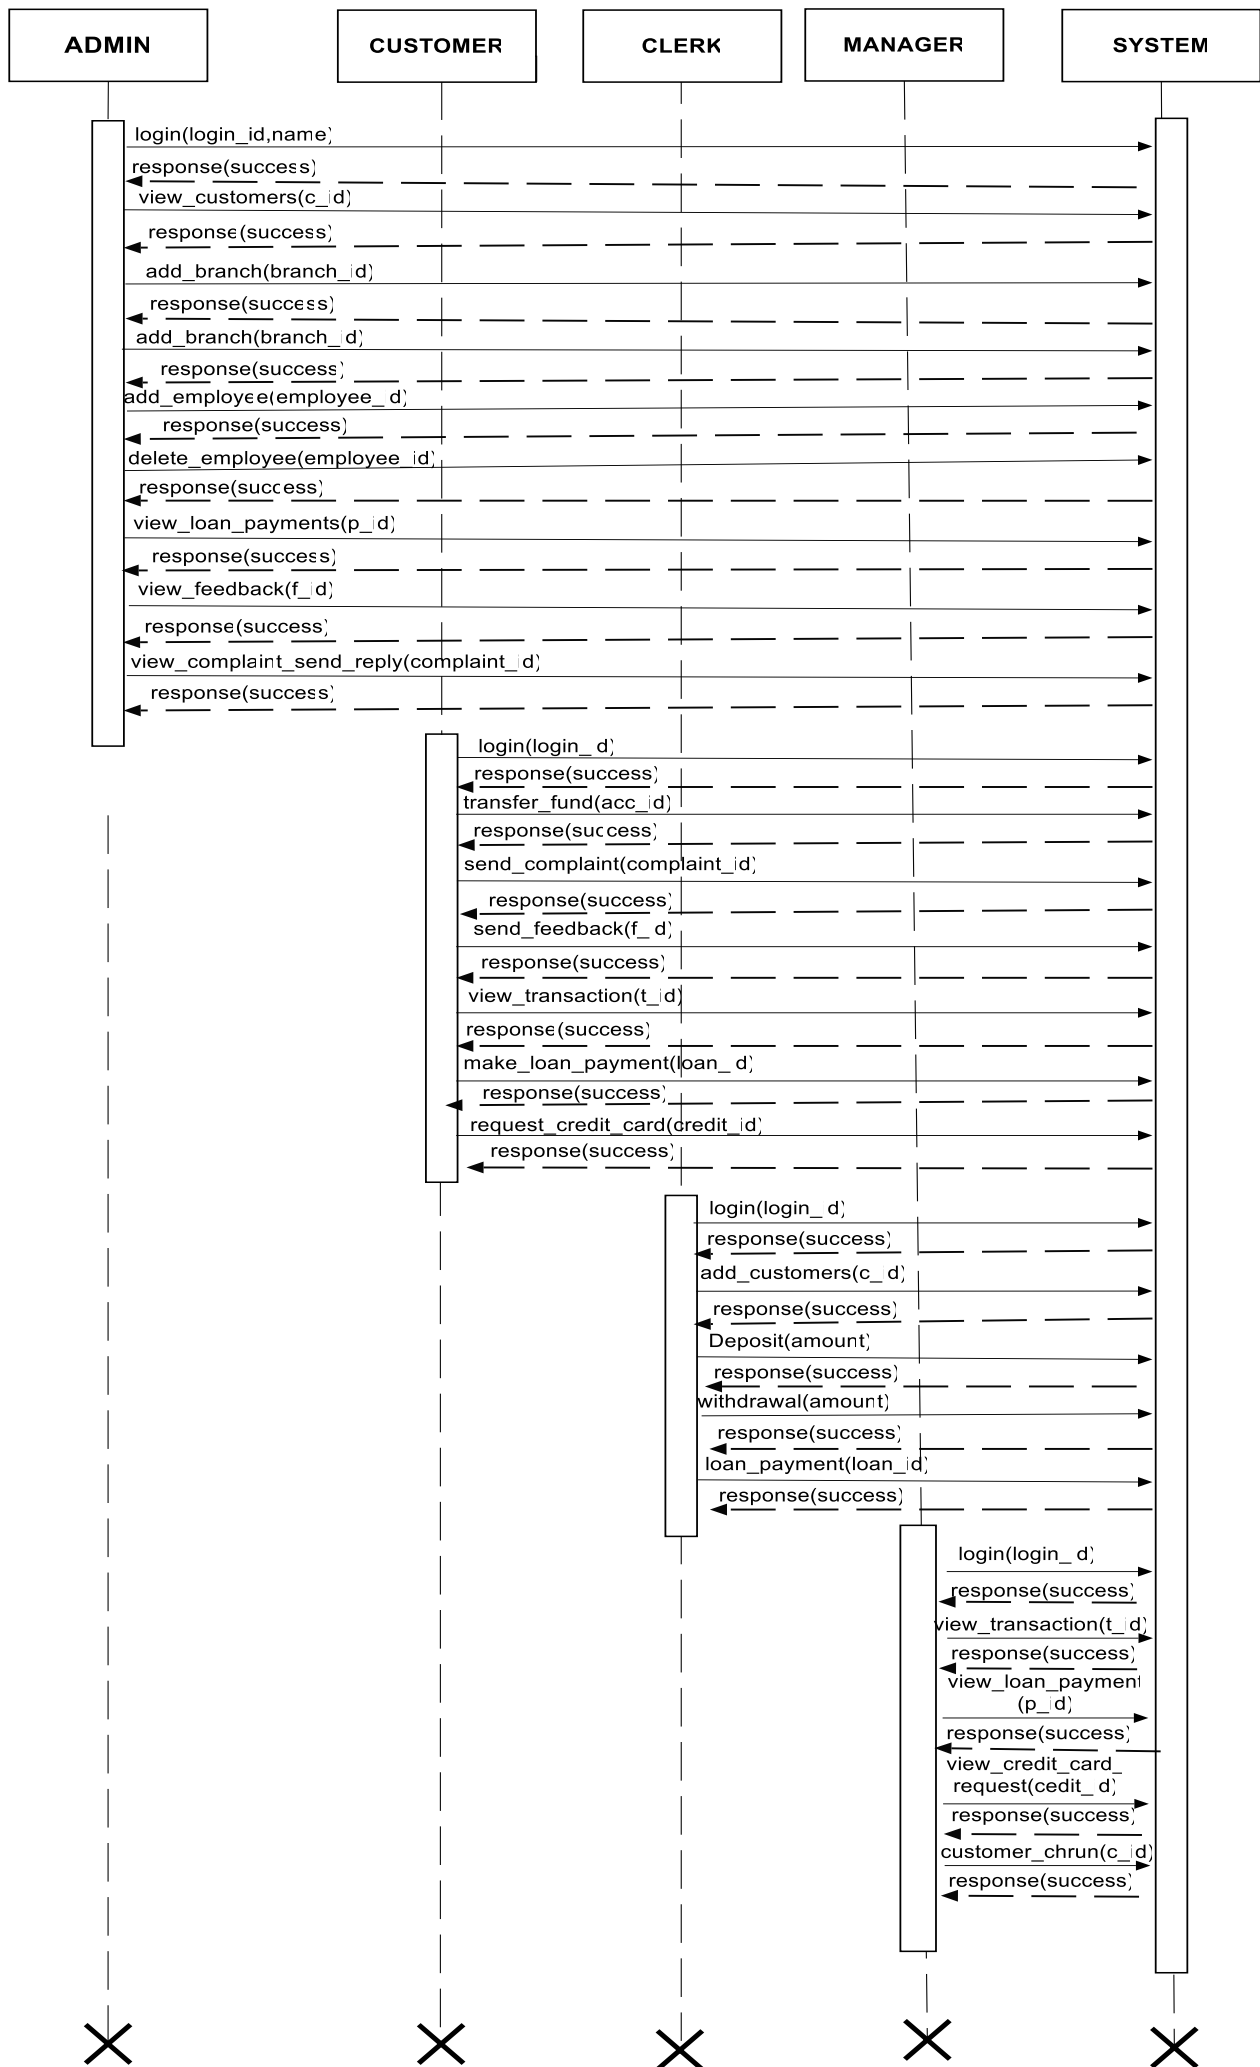 ADMIN
CUSTOMER
CLERK
MANAGER
SYSTEM
login(login_id,name)
response(success)
view_customers(c_id)
response(success)
add_branch(branch_id)
response(success)
add_branch(branch_id)
response(success)
add_employee(employee_id)
response(success)
delete_employee(employee_id)
response(success)
view_loan_payments(p_id)
response(success)
view_feedback(f_id)
response(success)
view_complaint_send_reply(complaint_id)
response(success)
login(login_id)
response(success)
transfer_fund(acc_id)
response(success)
send_complaint(complaint_id)
response(success)
send_feedback(f_id)
response(success)
view_transaction(t_id)
response(success)
make_loan_payment(loan_id)
response(success)
request_credit_card(credit_id)
response(success)
login(login_id)
response(success)
add_customers(c_id)
response(success)
Deposit(amount)
response(success)
withdrawal(amount)
response(success)
loan_payment(loan_id)
response(success)
login(login_id)
response(success)
view_transaction(t_id)
response(success)
view_loan_payment
(p_id)
response(success)
view_credit_card_
request(cedit_id)
response(success)
customer_chrun(c_id)
response(success)